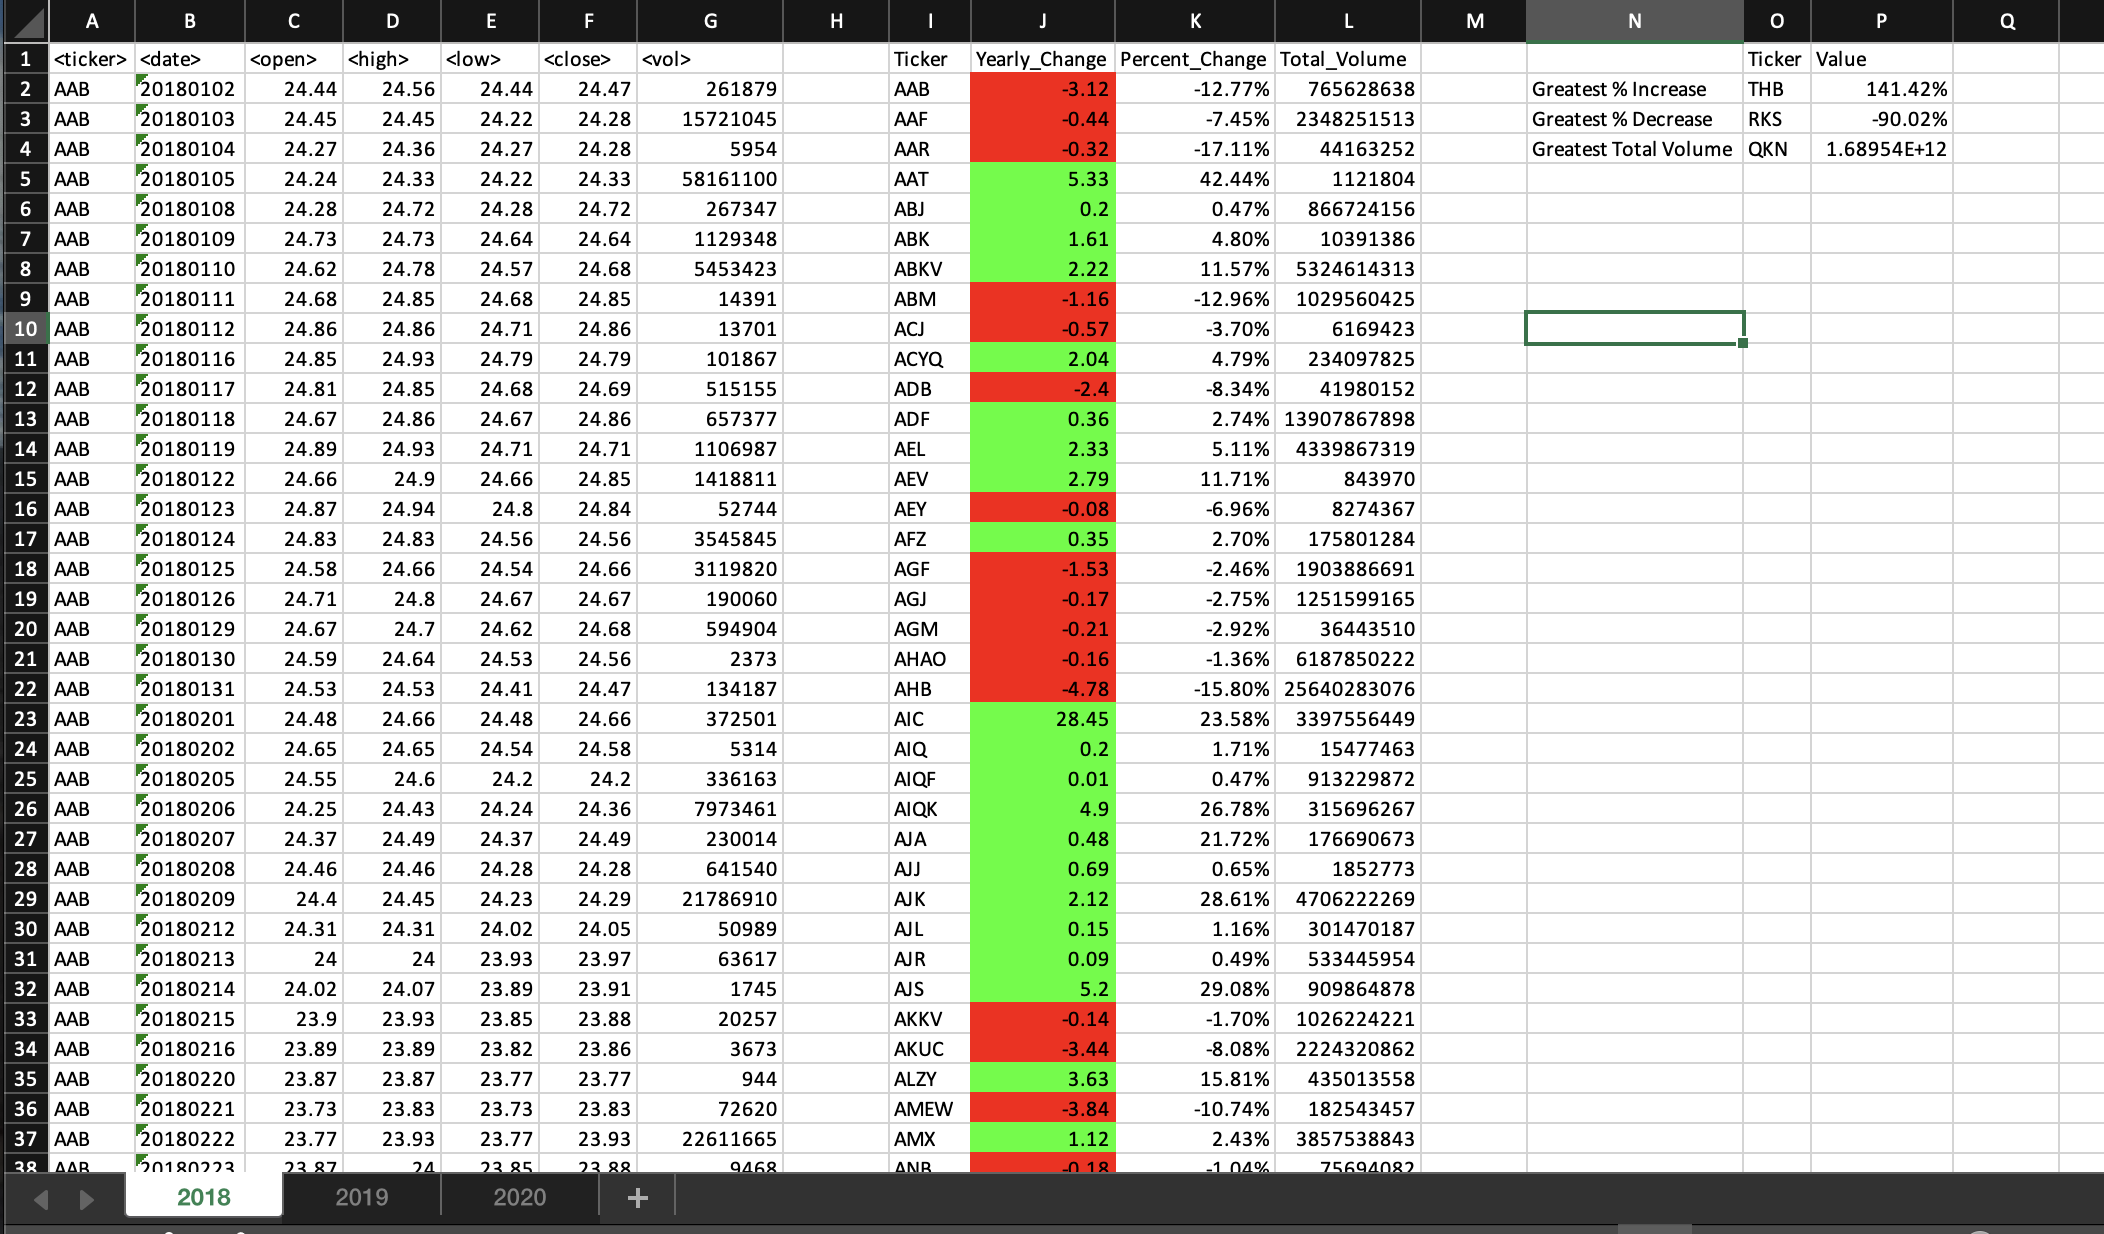 A B C D E F G H I J K L M N O P Q
1 <ticker> <date> <open> <high> <low> <close> <vol> Ticker Yearly_Change Percent_Change Total_Volume Ticker Value
2 AAB 20180102 24.44 24.56 24.44 24.47 261879 AAB -3.12 -12.77% 765628638 Greatest % Increase THB 141.42%
3 AAB 20180103 24.45 24.45 24.22 24.28 15721045 AAF -0.44 -7.45% 2348251513 Greatest % Decrease RKS -90.02%
4 AAB 20180104 24.27 24.36 24.27 24.28 5954 AAR -0.32 -17.11% 44163252 Greatest Total Volume QKN 1.68954E+12
5 AAB 20180105 24.24 24.33 24.22 24.33 58161100 AAT 5.33 42.44% 1121804
6 AAB 20180108 24.28 24.72 24.28 24.72 267347 ABJ 0.2 0.47% 866724156
7 AAB 20180109 24.73 24.73 24.64 24.64 1129348 ABK 1.61 4.80% 10391386
8 AAB 20180110 24.62 24.78 24.57 24.68 5453423 ABKV 2.22 11.57% 5324614313
9 AAB 20180111 24.68 24.85 24.68 24.85 14391 ABM -1.16 -12.96% 1029560425
10 AAB 20180112 24.86 24.86 24.71 24.86 13701 ACJ -0.57 -3.70% 6169423
11 AAB 20180116 24.85 24.93 24.79 24.79 101867 ACYQ 2.04 4.79% 234097825
12 AAB 20180117 24.81 24.85 24.68 24.69 515155 ADB -2.4 -8.34% 41980152
13 AAB 20180118 24.67 24.86 24.67 24.86 657377 ADF 0.36 2.74% 13907867898
14 AAB 20180119 24.89 24.93 24.71 24.71 1106987 AEL 2.33 5.11% 4339867319
15 AAB 20180122 24.66 24.9 24.66 24.85 1418811 AEV 2.79 11.71% 843970
16 AAB 20180123 24.87 24.94 24.8 24.84 52744 AEY -0.08 -6.96% 8274367
17 AAB 20180124 24.83 24.83 24.56 24.56 3545845 AFZ 0.35 2.70% 175801284
18 AAB 20180125 24.58 24.66 24.54 24.66 3119820 AGF -1.53 -2.46% 1903886691
19 AAB 20180126 24.71 24.8 24.67 24.67 190060 AGJ -0.17 -2.75% 1251599165
20 AAB 20180129 24.67 24.7 24.62 24.68 594904 AGM -0.21 -2.92% 36443510
21 AAB 20180130 24.59 24.64 24.53 24.56 2373 AHAO -0.16 -1.36% 6187850222
22 AAB 20180131 24.53 24.53 24.41 24.47 134187 AHB -4.78 -15.80% 25640283076
23 AAB 20180201 24.48 24.66 24.48 24.66 372501 AIC 28.45 23.58% 3397556449
24 AAB 20180202 24.65 24.65 24.54 24.58 5314 AIQ 0.2 1.71% 15477463
25 AAB 20180205 24.55 24.6 24.2 24.2 336163 AIQF 0.01 0.47% 913229872
26 AAB 20180206 24.25 24.43 24.24 24.36 7973461 AIQK 4.9 26.78% 315696267
27 AAB 20180207 24.37 24.49 24.37 24.49 230014 AJA 0.48 21.72% 176690673
28 AAB 20180208 24.46 24.46 24.28 24.28 641540 AJJ 0.69 0.65% 1852773
29 AAB 20180209 24.4 24.45 24.23 24.29 21786910 AJK 2.12 28.61% 4706222269
30 AAB 20180212 24.31 24.31 24.02 24.05 50989 AJL 0.15 1.16% 301470187
31 AAB 20180213 24 24 23.93 23.97 63617 AJR 0.09 0.49% 533445954
32 AAB 20180214 24.02 24.07 23.89 23.91 1745 AJS 5.2 29.08% 909864878
33 AAB 20180215 23.9 23.93 23.85 23.88 20257 AKKV -0.14 -1.70% 1026224221
34 AAB 20180216 23.89 23.89 23.82 23.86 3673 AKUC -3.44 -8.08% 2224320862
35 AAB 20180220 23.87 23.87 23.77 23.77 944 ALZY 3.63 15.81% 435013558
36 AAB 20180221 23.73 23.83 23.73 23.83 72620 AMEW -3.84 -10.74% 182543457
37 AAB 20180222 23.77 23.93 23.77 23.93 22611665 AMX 1.12 2.43% 3857538843
38 AAB 20180223 23.87 24 23.85 23.88 9468 ANB -0.18 -1.04% 75694082
2018 2019 2020 +